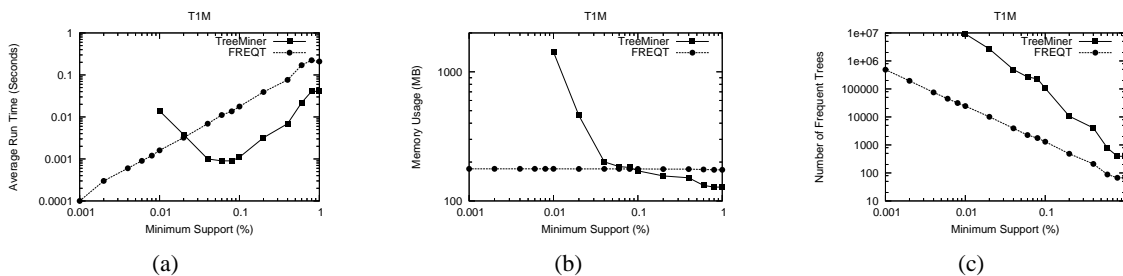 T1M
Average Run Time (Seconds)
1
0.1
0.01
0.001
0.0001
TreeMiner
FREQT
0.001 0.01 0.1 1
Minimum Support (%)
(a)
T1M
Memory Usage (MB)
1000
100
TreeMiner
FREQT
0.001 0.01 0.1 1
Minimum Support (%)
(b)
T1M
Number of Frequent Trees
1e+07
1e+06
100000
10000
1000
100
10
TreeMiner
FREQT
0.001 0.01 0.1
Minimum Support (%)
(c)